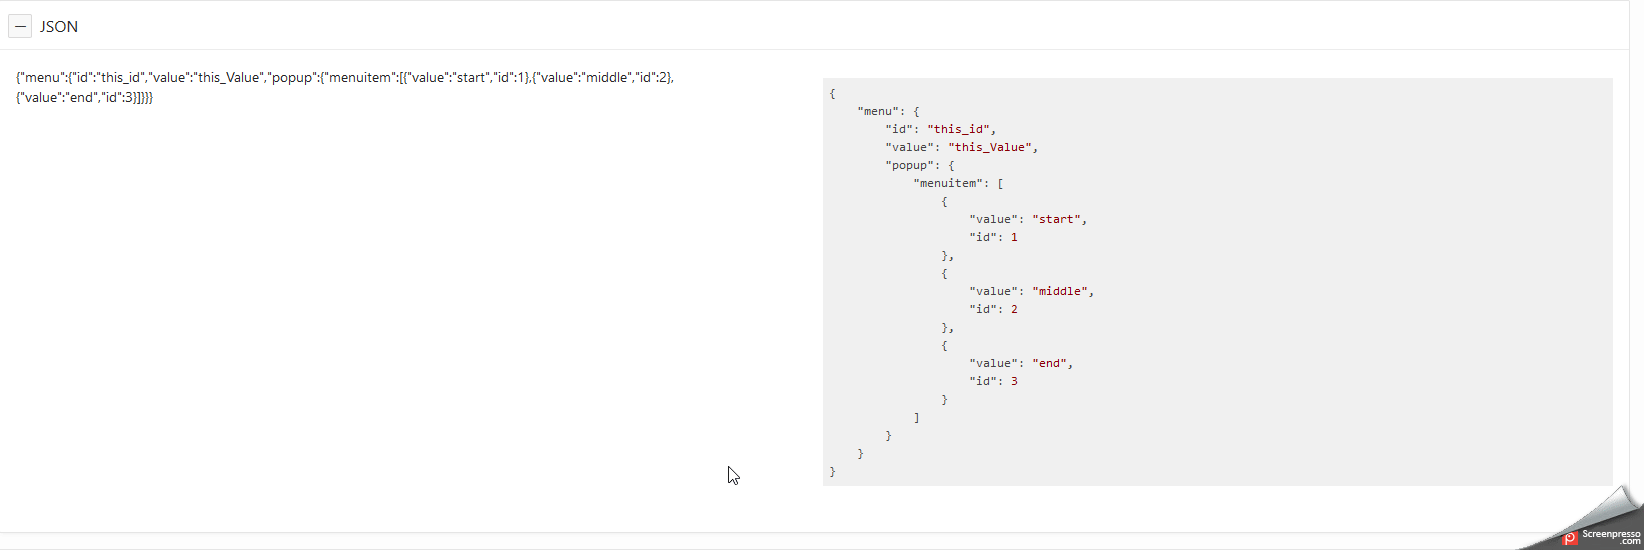 JSON
{"menu":{"id":"this_id","value":"this_Value","popup":{"menuitem":[{"value":"start","id":1},{"value":"middle","id":2},
{"value":"end","id":3}]}}}
{
    "menu": {
        "id": "this_id",
        "value": "this_Value",
        "popup": {
            "menuitem": [
                {
                    "value": "start",
                    "id": 1
                },
                {
                    "value": "middle",
                    "id": 2
                },
                {
                    "value": "end",
                    "id": 3
                }
            ]
        }
    }
}
Screenpresso
.com